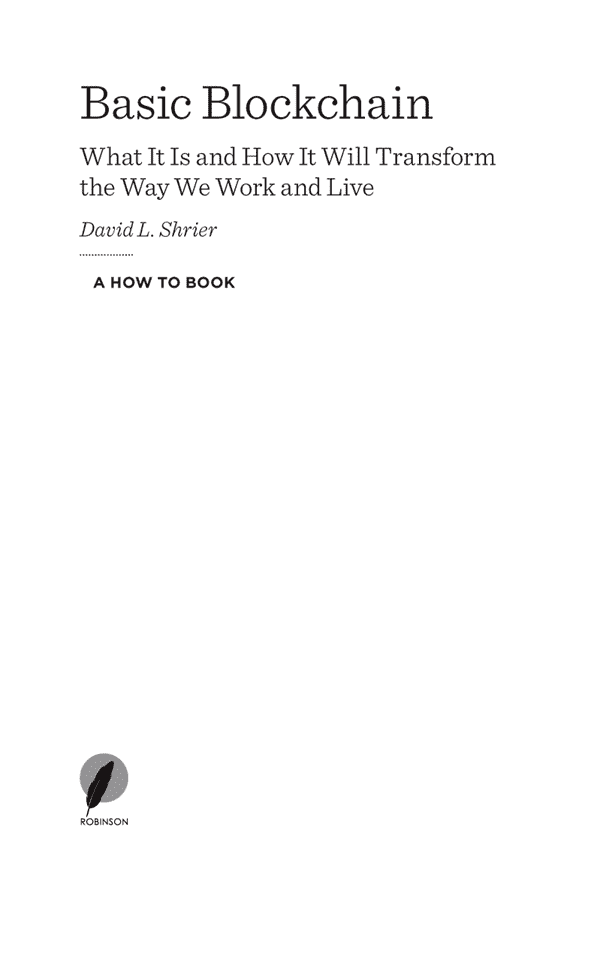 Basic Blockchain
What It Is and How It Will Transform
the Way We Work and Live
David L. Shrier
A HOW TO BOOK
ROBINSON